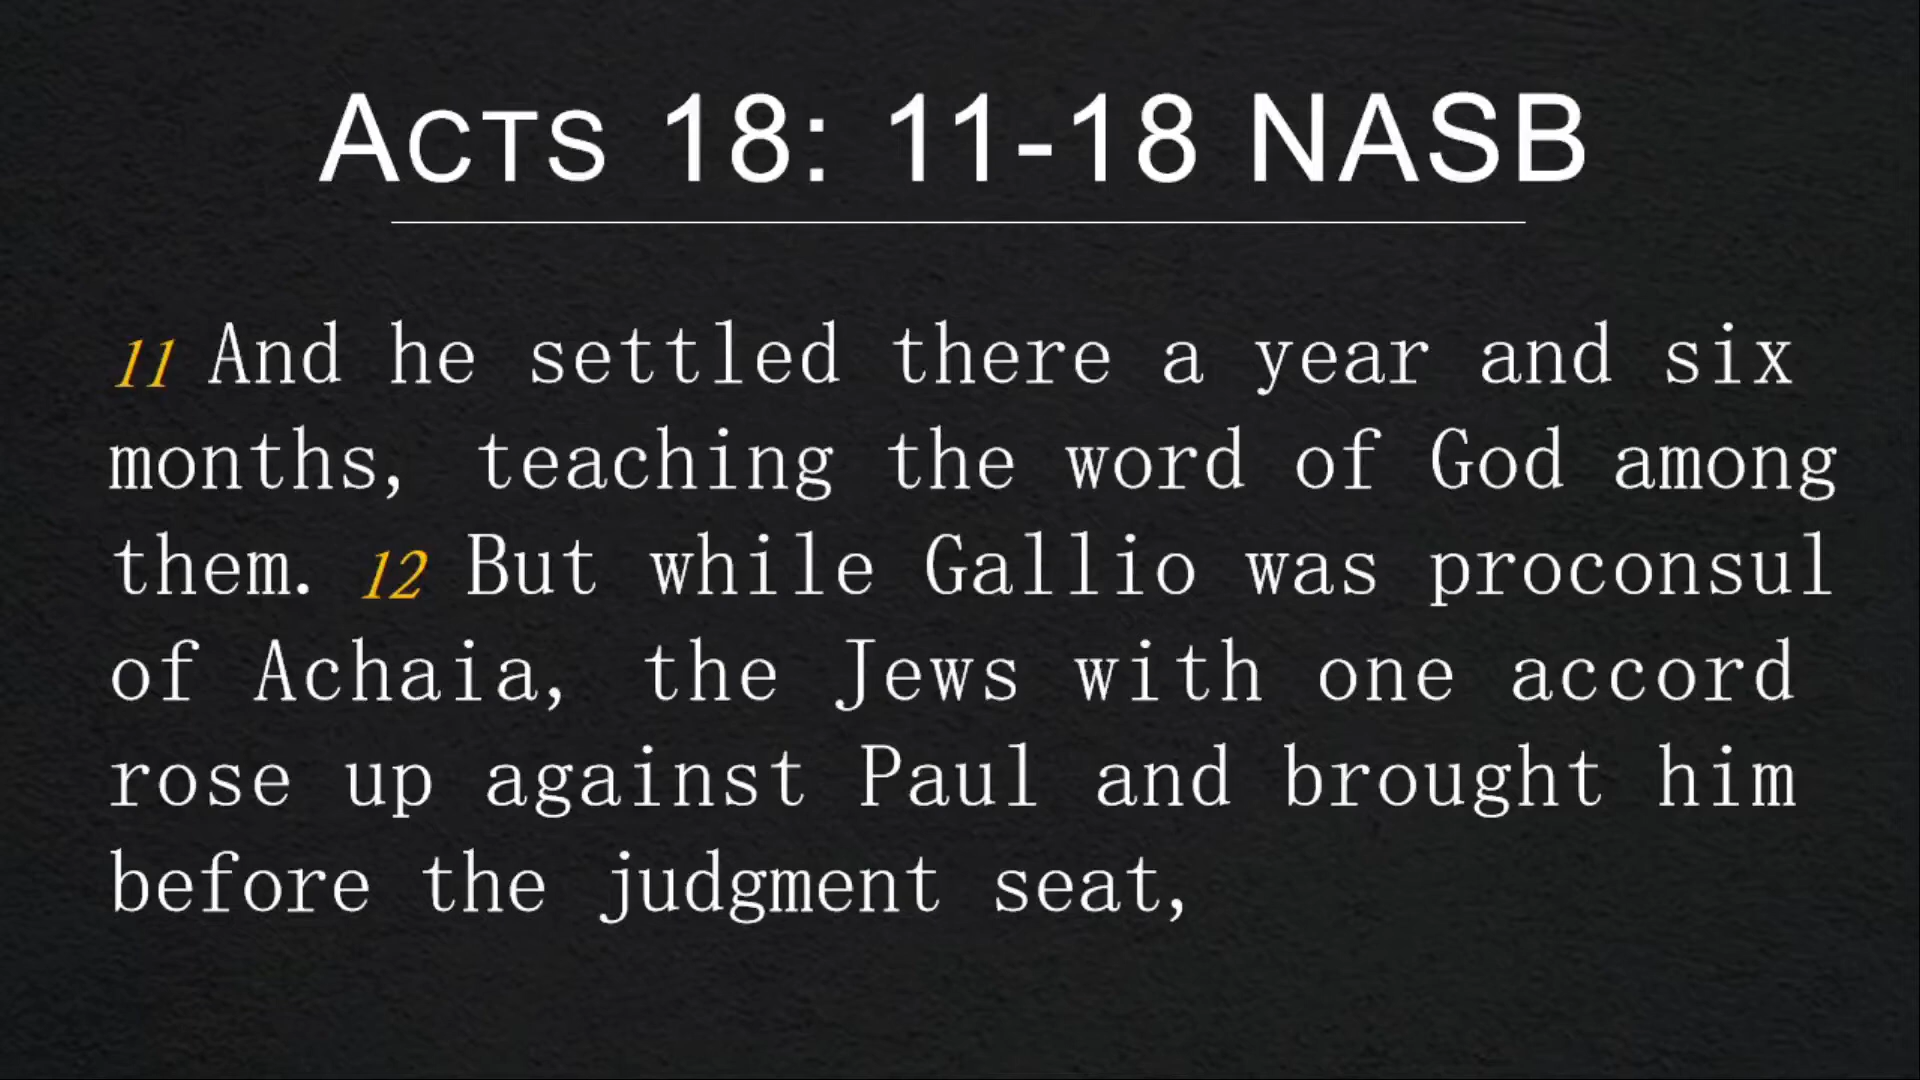 ACTS 18: 11-18 NASB
11 And he settled there a year and six
months, teaching the word of God among
them. 12 But while Gallio was proconsul
of Achaia, the Jews with one accord
rose up against Paul and brought him
before the judgment seat,